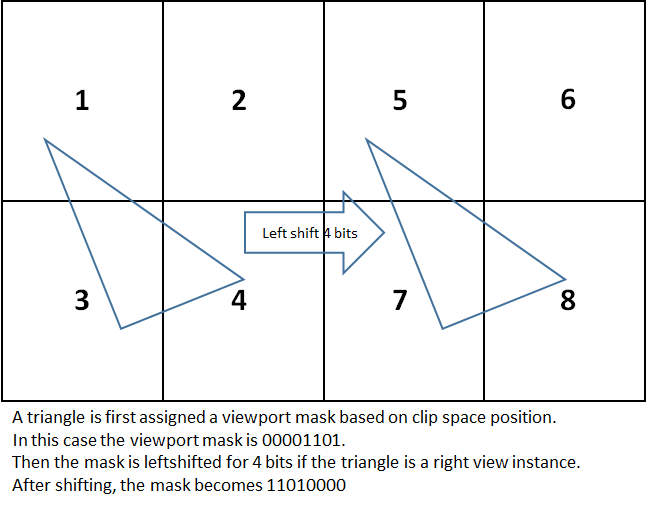 1 2 5 6
Left shift 4 bits
3 4 7 8
A triangle is first assigned a viewport mask based on clip space position.
In this case the viewport mask is 00001101.
Then the mask is leftshifted for 4 bits if the triangle is a right view instance.
After shifting, the mask becomes 11010000